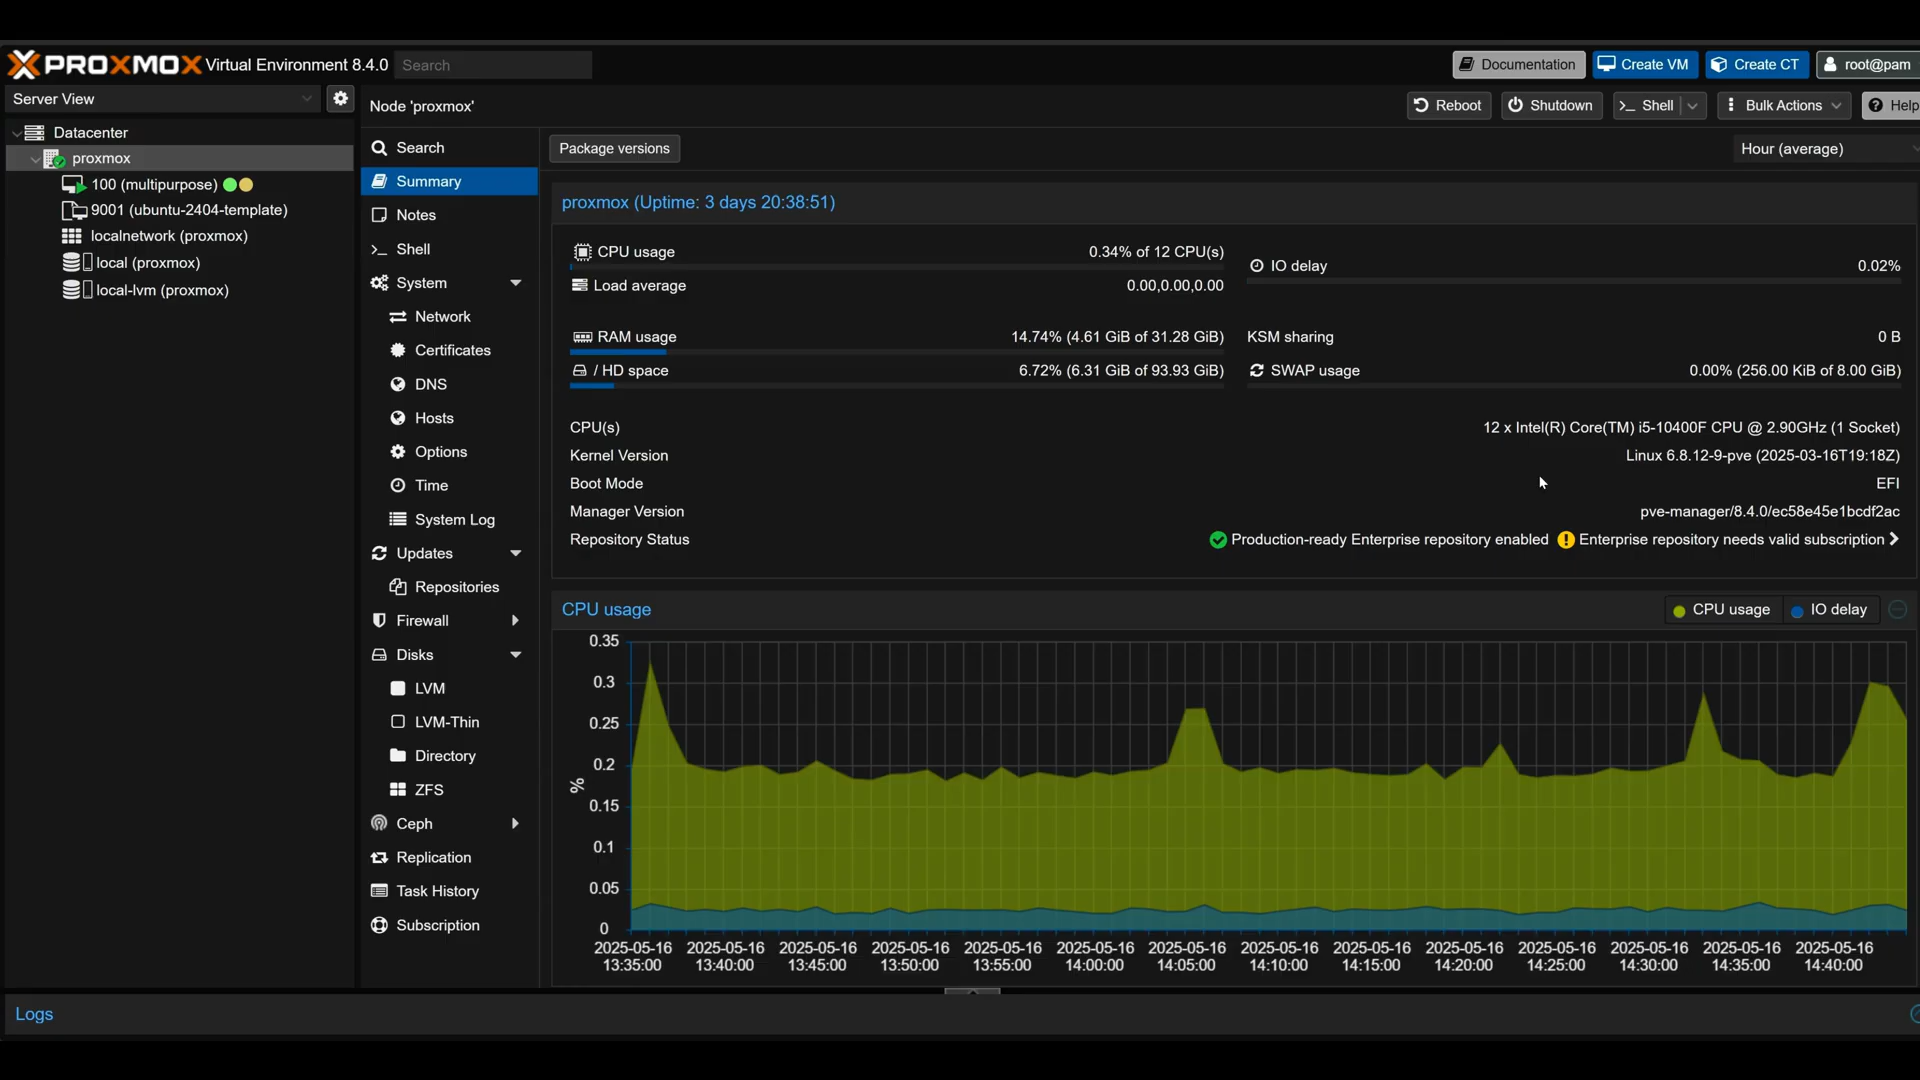 PROXMOX Virtual Environment 8.4.0 Search Documentation Create VM Create CT root@pam
Server View
Node 'proxmox' Reboot Shutdown Shell Bulk Actions Help
Datacenter
proxmox
100 (multipurpose)
9001 (ubuntu-2404-template)
localnetwork (proxmox)
local (proxmox)
local-lvm (proxmox)
Search
Summary
Notes
Shell
System
Network
Certificates
DNS
Hosts
Options
Time
System Log
Updates
Repositories
Firewall
Disks
LVM
LVM-Thin
Directory
ZFS
Ceph
Replication
Task History
Subscription
Package versions Hour (average)
proxmox (Uptime: 3 days 20:38:51)
CPU usage 0.34% of 12 CPU(s)
Load average 0.00,0.00,0.00
IO delay 0.02%
RAM usage 14.74% (4.61 GiB of 31.28 GiB)
KSM sharing 0 B
/ HD space 6.72% (6.31 GiB of 93.93 GiB)
SWAP usage 0.00% (256.00 KiB of 8.00 GiB)
CPU(s) 12 x Intel(R) Core(TM) i5-10400F CPU @ 2.90GHz (1 Socket)
Kernel Version Linux 6.8.12-9-pve (2025-03-16T19:18Z)
Boot Mode EFI
Manager Version pve-manager/8.4.0/ec58e45e1bcdf2ac
Repository Status Production-ready Enterprise repository enabled Enterprise repository needs valid subscription
CPU usage CPU usage IO delay
0.35
0.3
0.25
0.2
%
0.15
0.1
0.05
0
2025-05-16 2025-05-16 2025-05-16 2025-05-16 2025-05-16 2025-05-16 2025-05-16 2025-05-16 2025-05-16 2025-05-16 2025-05-16 2025-05-16 2025-05-16 2025-05-16
13:35:00 13:40:00 13:45:00 13:50:00 13:55:00 14:00:00 14:05:00 14:10:00 14:15:00 14:20:00 14:25:00 14:30:00 14:35:00 14:40:00
Logs